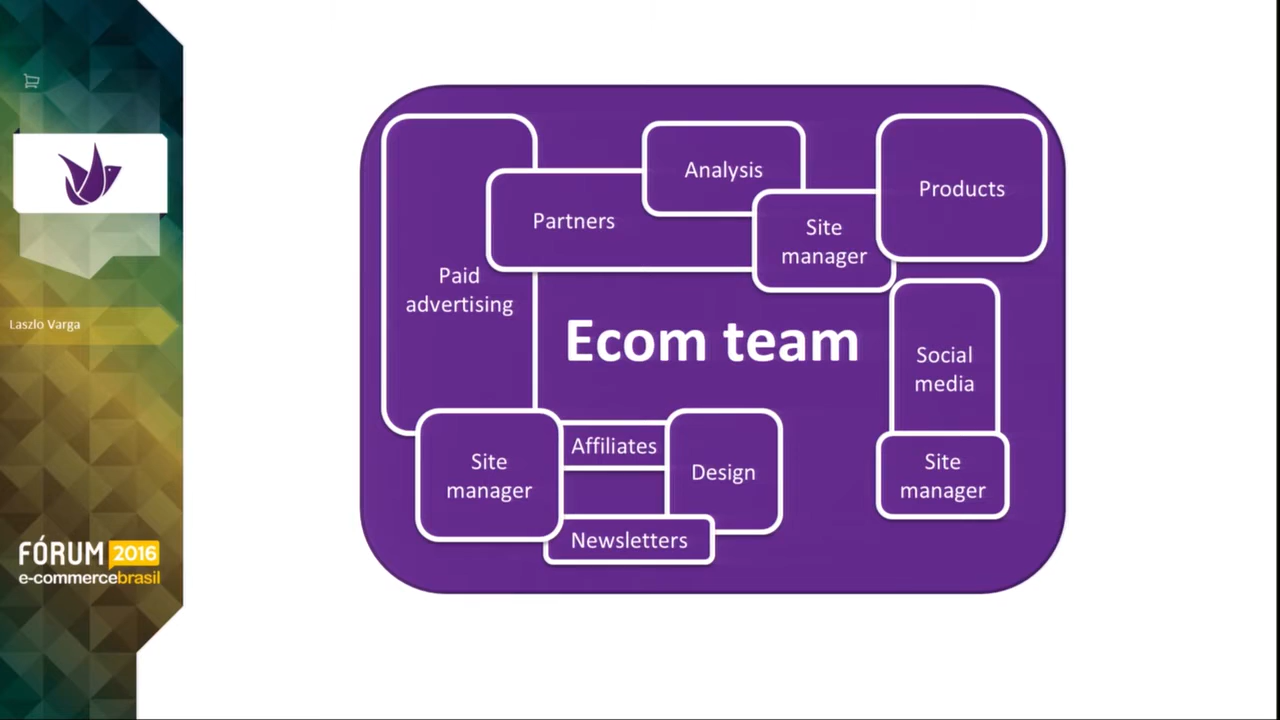 Laszlo Varga
FÓRUM 2016
e-commercebrasil
Analysis
Products
Partners
Site
manager
Paid
advertising
Ecom team
Social
media
Site
manager
Affiliates
Design
Newsletters
Site
manager